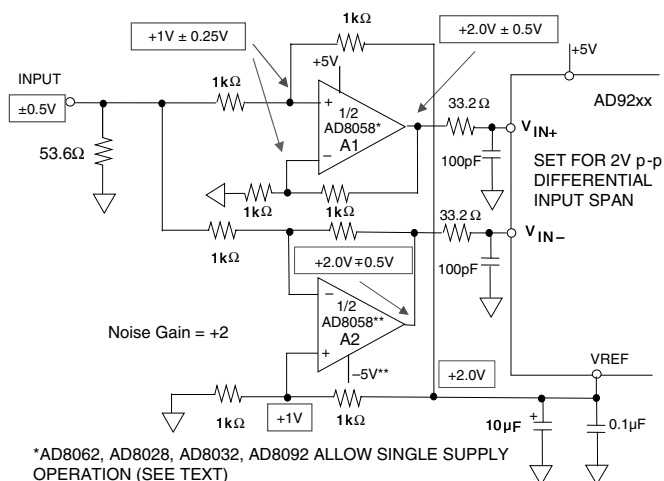 1kΩ
+1V ± 0.25V
+2.0V ± 0.5V
+5V
+5V
INPUT
1kΩ
AD92xx
±0.5V
+
1/2
AD8058*
A1
−
33.2Ω
VIN+
53.6Ω
100pF
SET FOR 2V p-p
DIFFERENTIAL
INPUT SPAN
1kΩ
1kΩ
33.2Ω
1kΩ
1kΩ
VIN−
+2.0V∓0.5V
100pF
−
1/2
AD8058**
A2
+
Noise Gain = +2
−5V**
+2.0V
VREF
1kΩ
+1V
1kΩ
10µF
+
0.1µF
*AD8062, AD8028, AD8032, AD8092 ALLOW SINGLE SUPPLY
OPERATION (SEE TEXT)